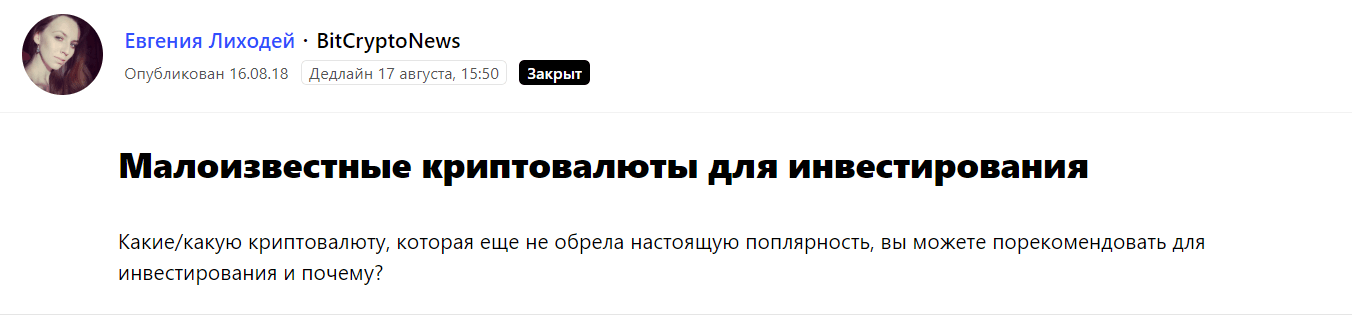 Евгения Лиходей · BitCryptoNews
Опубликован 16.08.18 Дедлайн 17 августа, 15:50 Закрыт
Малоизвестные криптовалюты для инвестирования
Какие/какую криптовалюту, которая еще не обрела настоящую поплярность, вы можете порекомендовать для
инвестирования и почему?